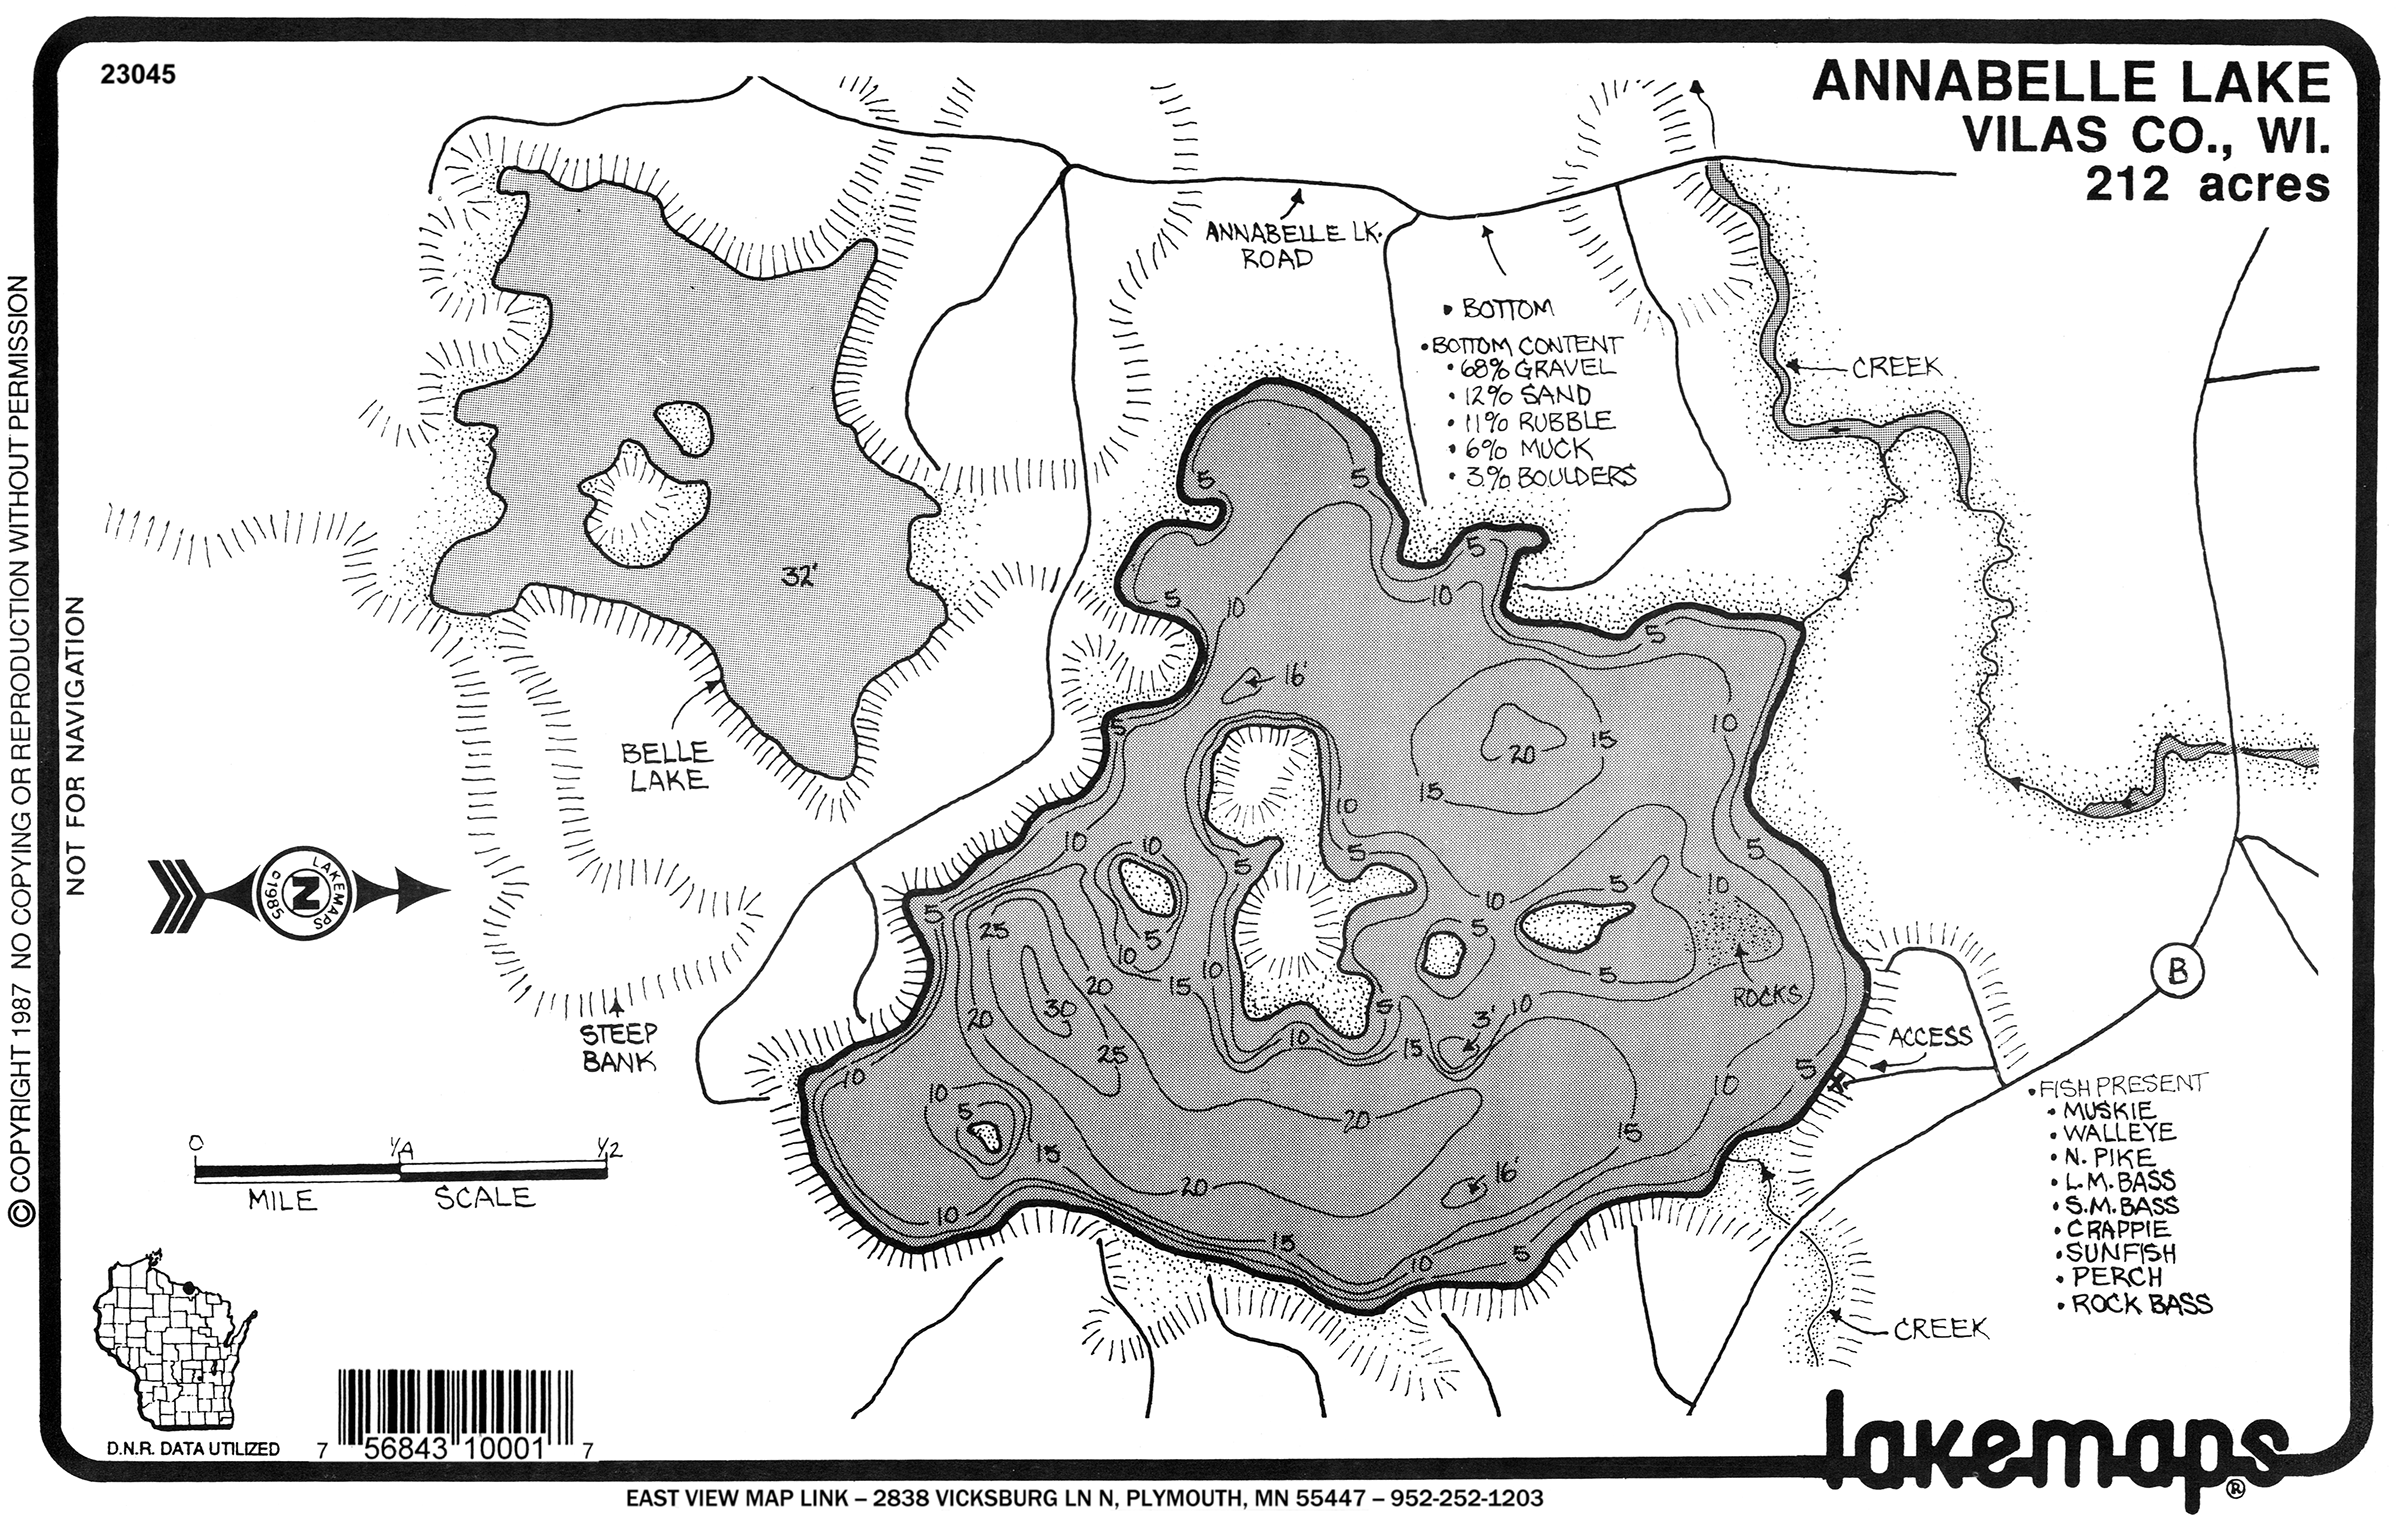 23045
ANNABELLE LAKE
VILAS CO., WI.
212 acres
© COPYRIGHT 1987 NO COPYING OR REPRODUCTION WITHOUT PERMISSION
NOT FOR NAVIGATION
ANNABELLE LK.
ROAD
• BOTTOM
• BOTTOM CONTENT
• 68% GRAVEL
• 12% SAND
• 11% RUBBLE
• 6% MUCK
• 3% BOULDERS
CREEK
5
5
5
5
10
10
5
32'
16'
5
10
15
20
15
5
BELLE
LAKE
10
5
5
10
10
5
5
10
10
5
25
5
10
5
10
15
20
30
20
25
5
ROCKS
5
3'
10
15
10
LAKEMAPS
N
©1985
LAKEMAPS
STEEP
BANK
B
ACCESS
5
10
10
10
5
15
20
15
20
16'
10
15
10
5
0
1/4
1/2
MILE
SCALE
• FISH PRESENT
• MUSKIE
• WALLEYE
• N. PIKE
• L.M. BASS
• S.M. BASS
• CRAPPIE
• SUNFISH
• PERCH
• ROCK BASS
CREEK
D.N.R. DATA UTILIZED
7 56843 10001 7
lakemaps®
EAST VIEW MAP LINK – 2838 VICKSBURG LN N, PLYMOUTH, MN 55447 – 952-252-1203